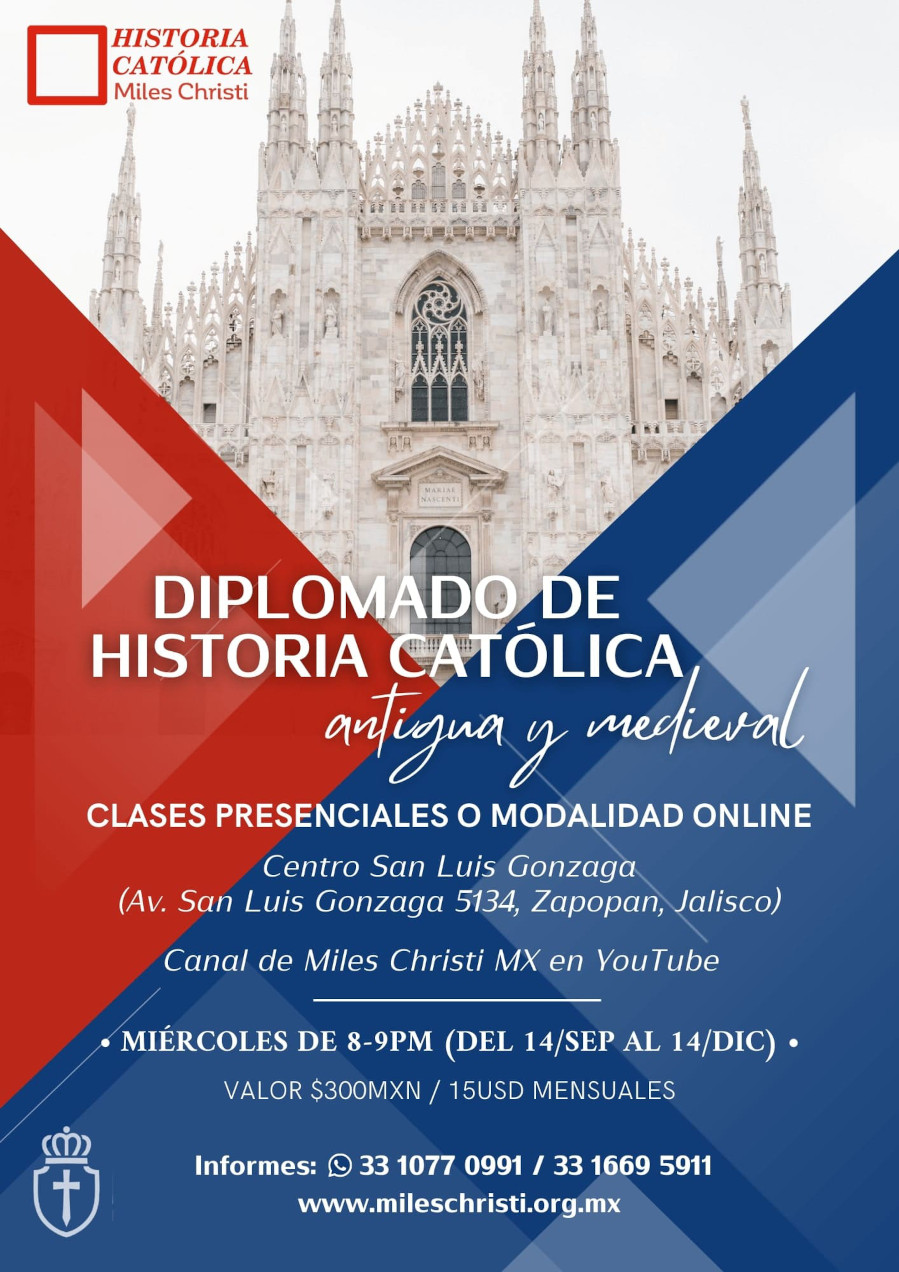 HISTORIA
CATÓLICA
Miles Christi
MARIAE
NASCENTI
DIPLOMADO DE
HISTORIA CATÓLICA
antigua y medieval
CLASES PRESENCIALES O MODALIDAD ONLINE
Centro San Luis Gonzaga
(Av. San Luis Gonzaga 5134, Zapopan, Jalisco)
Canal de Miles Christi MX en YouTube
• MIÉRCOLES DE 8-9PM (DEL 14/SEP AL 14/DIC) •
VALOR $300MXN / 15USD MENSUALES
Informes: 33 1077 0991 / 33 1669 5911
www.mileschristi.org.mx